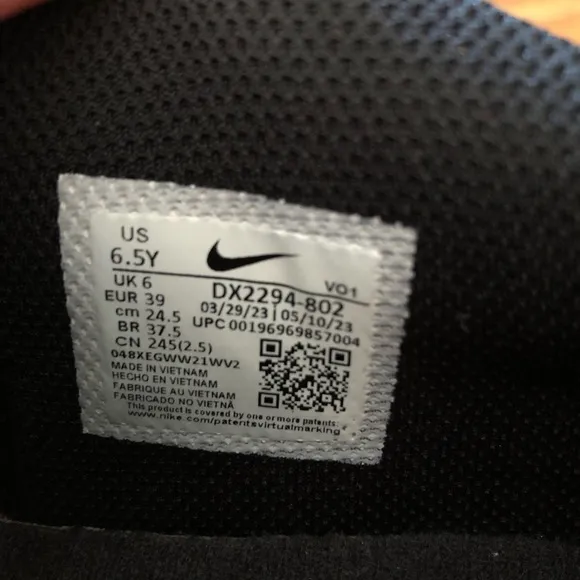 US
6.5Y
VO1
UK 6
DX2294-802
EUR 39
03/29/23 | 05/10/23
cm 24.5
UPC 00196969857004
BR 37.5
CN 245(2.5)
048XEGWW21WV2
MADE IN VIETNAM
HECHO EN VIETNAM
FABRIQUE AU VIETNAM
FABRICADO NO VIETNÃ
This product is covered by one or more patents
www.nike.com/patentsvirtualmarking